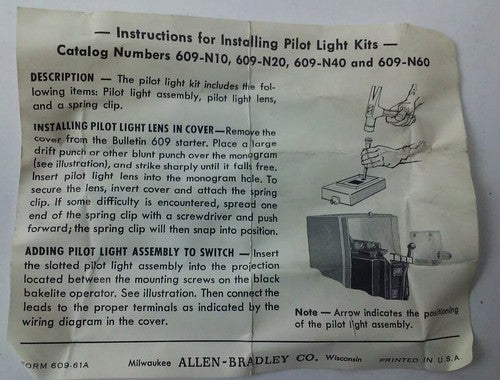 — Instructions for Installing Pilot Light Kits —
Catalog Numbers 609-N10, 609-N20, 609-N40 and 609-N60
DESCRIPTION — The pilot light kit includes the fol-
lowing items: Pilot light assembly, pilot light lens,
and a spring clip.
INSTALLING PILOT LIGHT LENS IN COVER—Remove the
cover from the Bulletin 609 starter. Place a large
drift punch or other blunt punch over the monogram
(see illustration), and strike sharply until it falls free.
Insert pilot light lens into the monogram hole. To
secure the lens, invert cover and attach the spring
clip. If some difficulty is encountered, spread one
end of the spring clip with a screwdriver and push
forward; the spring clip will then snap into position.
ADDING PILOT LIGHT ASSEMBLY TO SWITCH — Insert
the slotted pilot light assembly into the projection
located between the mounting screws on the black
bakelite operator. See illustration. Then connect the
leads to the proper terminals as indicated by the
wiring diagram in the cover.
Note — Arrow indicates the positioning
of the pilot light assembly.
FORM 609-61A Milwaukee ALLEN-BRADLEY CO. Wisconsin PRINTED IN U.S.A.